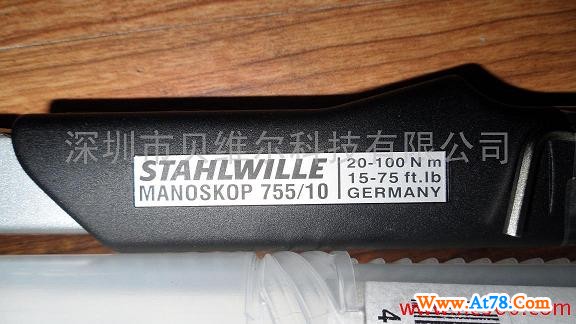 深圳市贝维尔科技有限公司
STAHLWILLE
MANOSKOP 755/10
20-100 N m
15-75 ft.lb
GERMANY
4
www.At78.Com